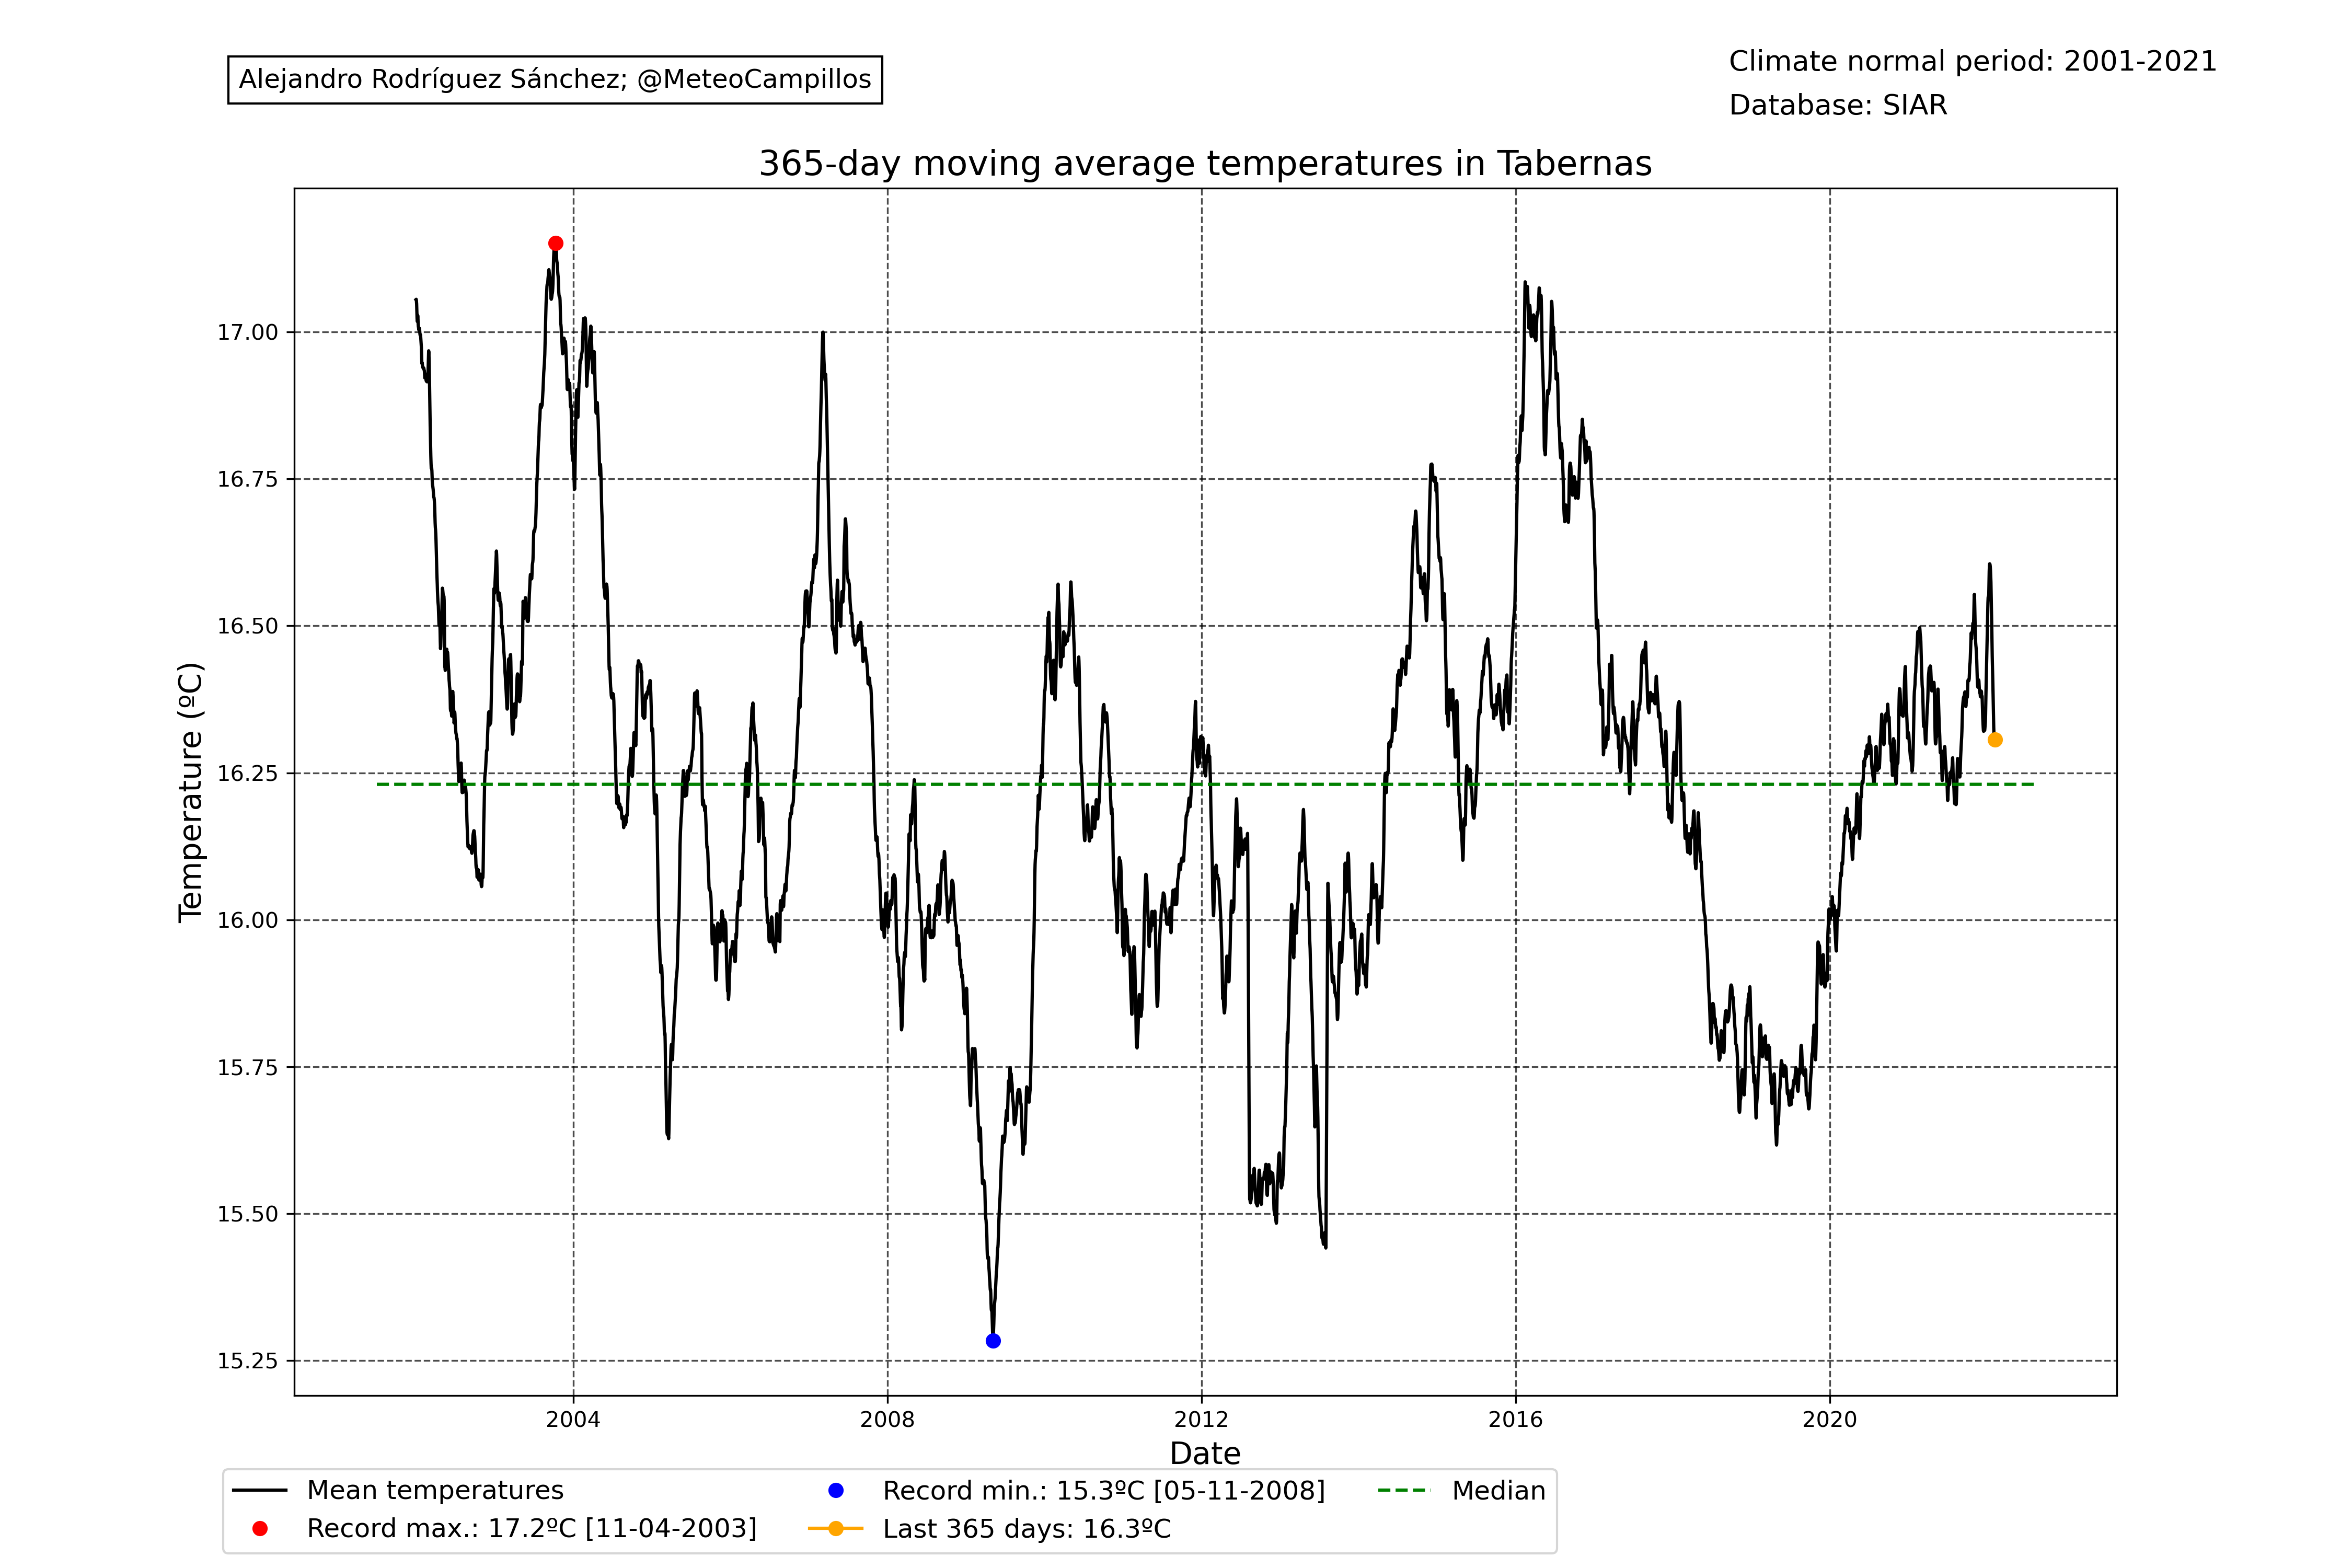 Alejandro Rodríguez Sánchez; @MeteoCampillos
Climate normal period: 2001-2021
Database: SIAR
365-day moving average temperatures in Tabernas
Temperature (ºC)
17.00
16.75
16.50
16.25
16.00
15.75
15.50
15.25
2004
2008
2012
2016
2020
Date
Mean temperatures
Record max.: 17.2ºC [11-04-2003]
Record min.: 15.3ºC [05-11-2008]
Last 365 days: 16.3ºC
Median